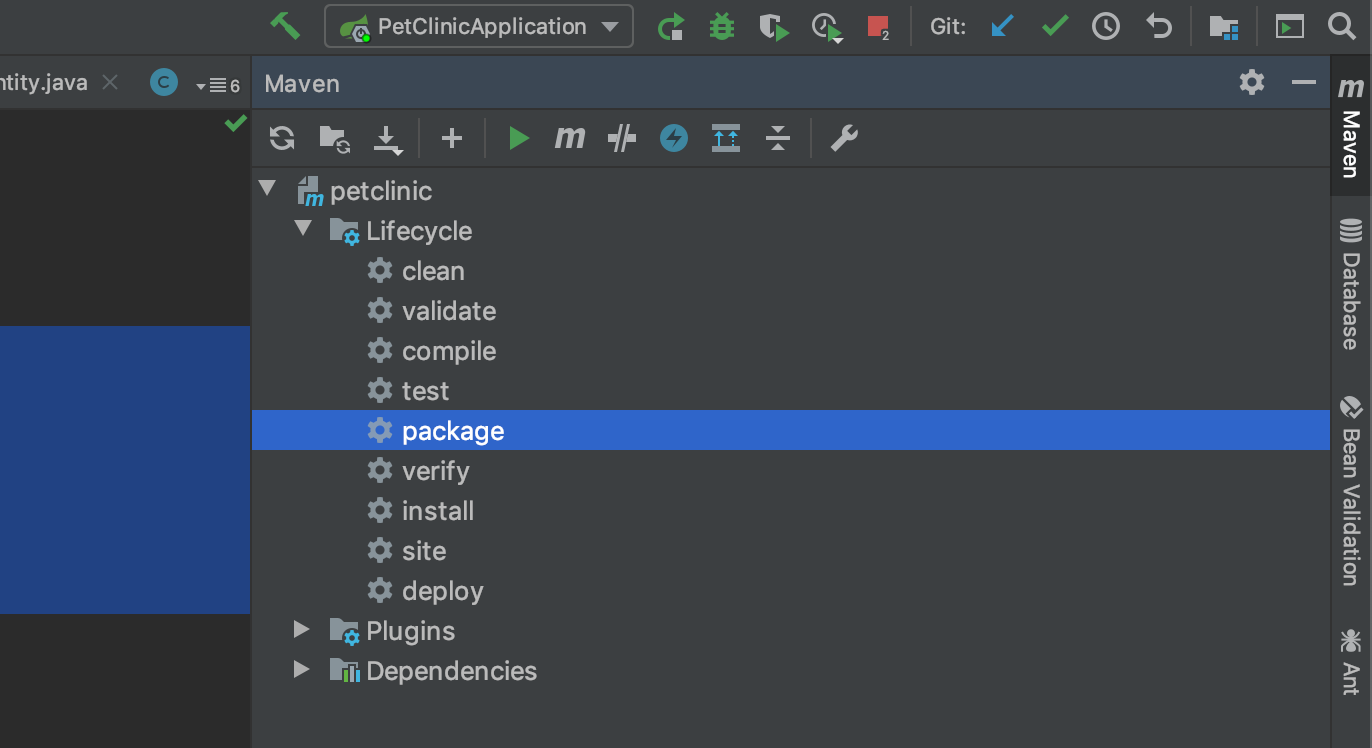 PetClinicApplication
2
Git:
ntity.java
C
6
Maven
m
petclinic
Lifecycle
clean
validate
compile
test
package
verify
install
site
deploy
Plugins
Dependencies
m
Maven
Database
Bean Validation
Ant